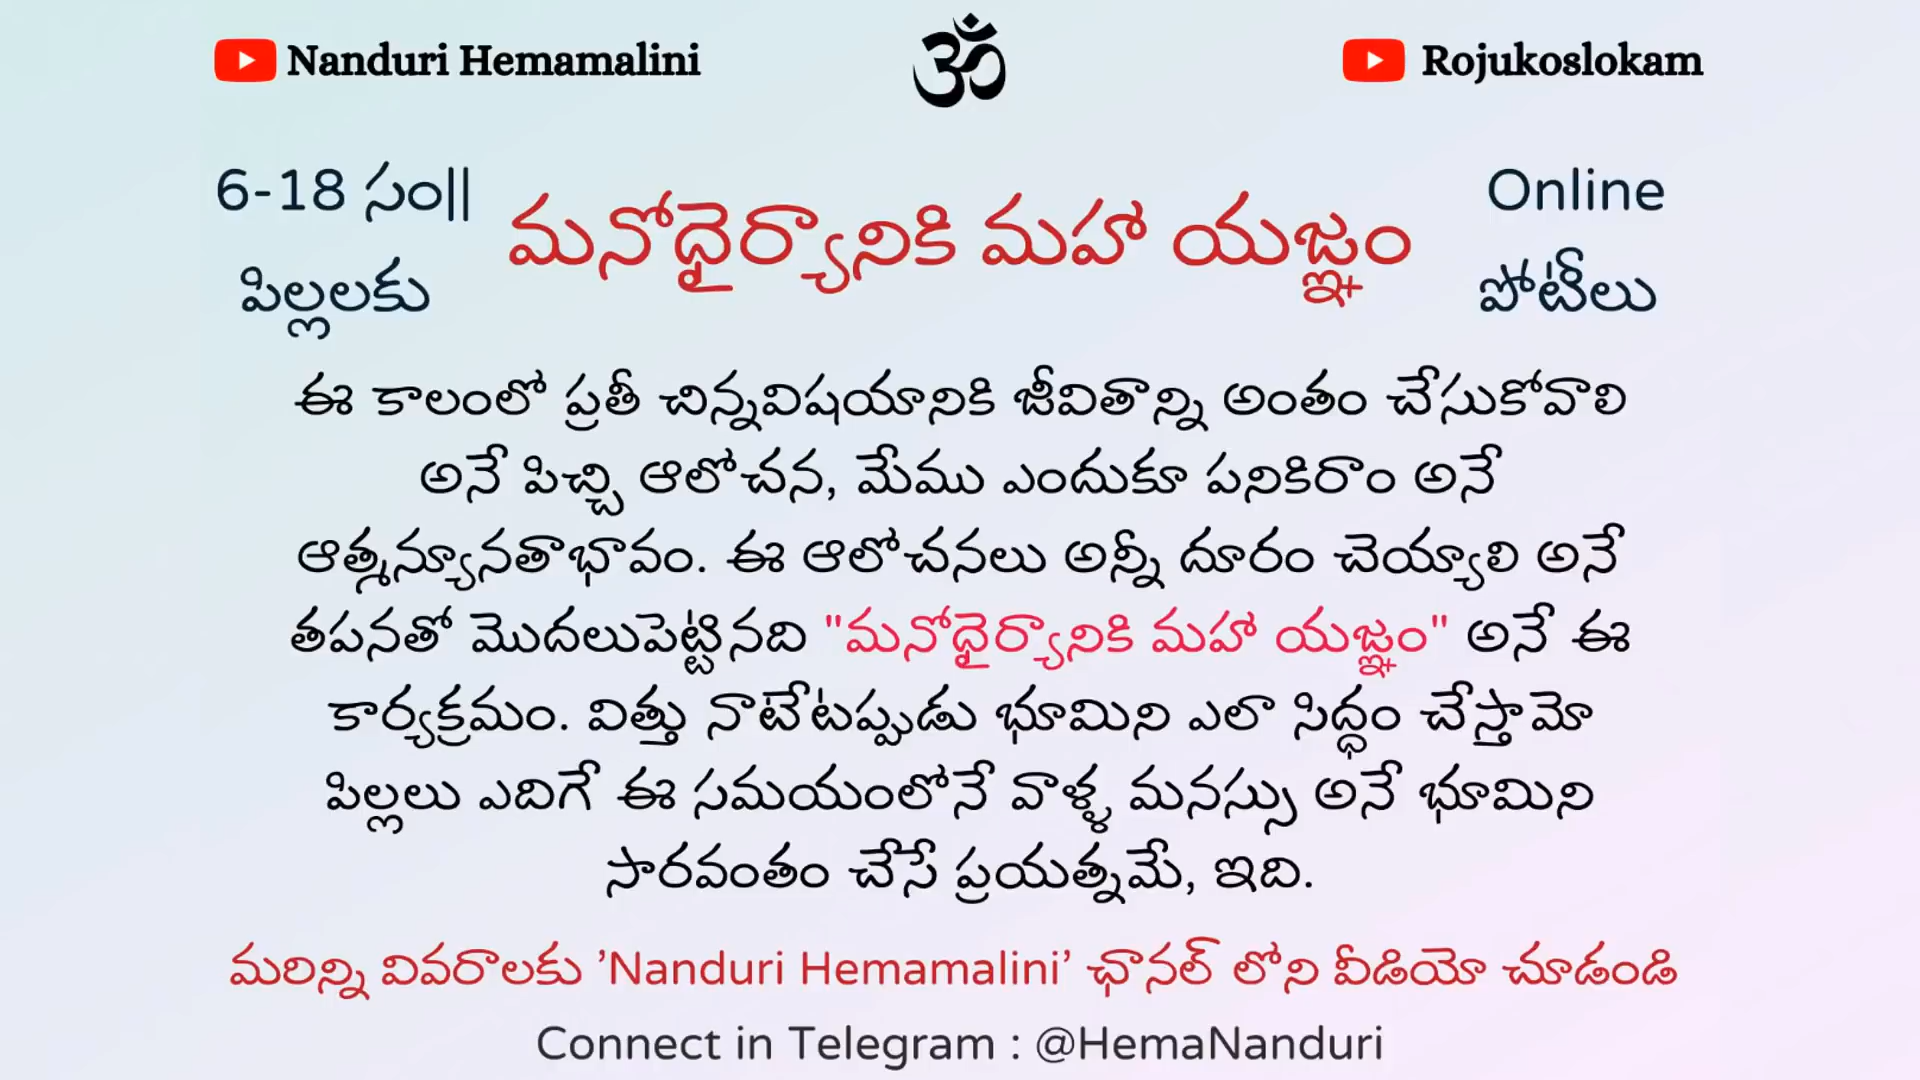 Nanduri Hemamalini
ॐ
Rojukoslokam
6-18 సం||
పిల్లలకు
మనోధైర్యానికి మహా యజ్ఞం
Online
పోటీలు
ఈ కాలంలో ప్రతీ చిన్నవిషయానికి జీవితాన్ని అంతం చేసుకోవాలి
అనే పిచ్చి ఆలోచన, మేము ఎందుకూ పనికిరాం అనే
ఆత్మన్యూనతాభావం. ఈ ఆలోచనలు అన్నీ దూరం చెయ్యాలి అనే
తపనతో మొదలుపెట్టినది "మనోధైర్యానికి మహా యజ్ఞం" అనే ఈ
కార్యక్రమం. విత్తు నాటేటప్పుడు భూమిని ఎలా సిద్ధం చేస్తామో
పిల్లలు ఎదిగే ఈ సమయంలోనే వాళ్ళ మనస్సు అనే భూమిని
సారవంతం చేసే ప్రయత్నమే, ఇది.
మరిన్ని వివరాలకు ’Nanduri Hemamalini’ ఛానల్ లోని వీడియో చూడండి
Connect in Telegram : @HemaNanduri